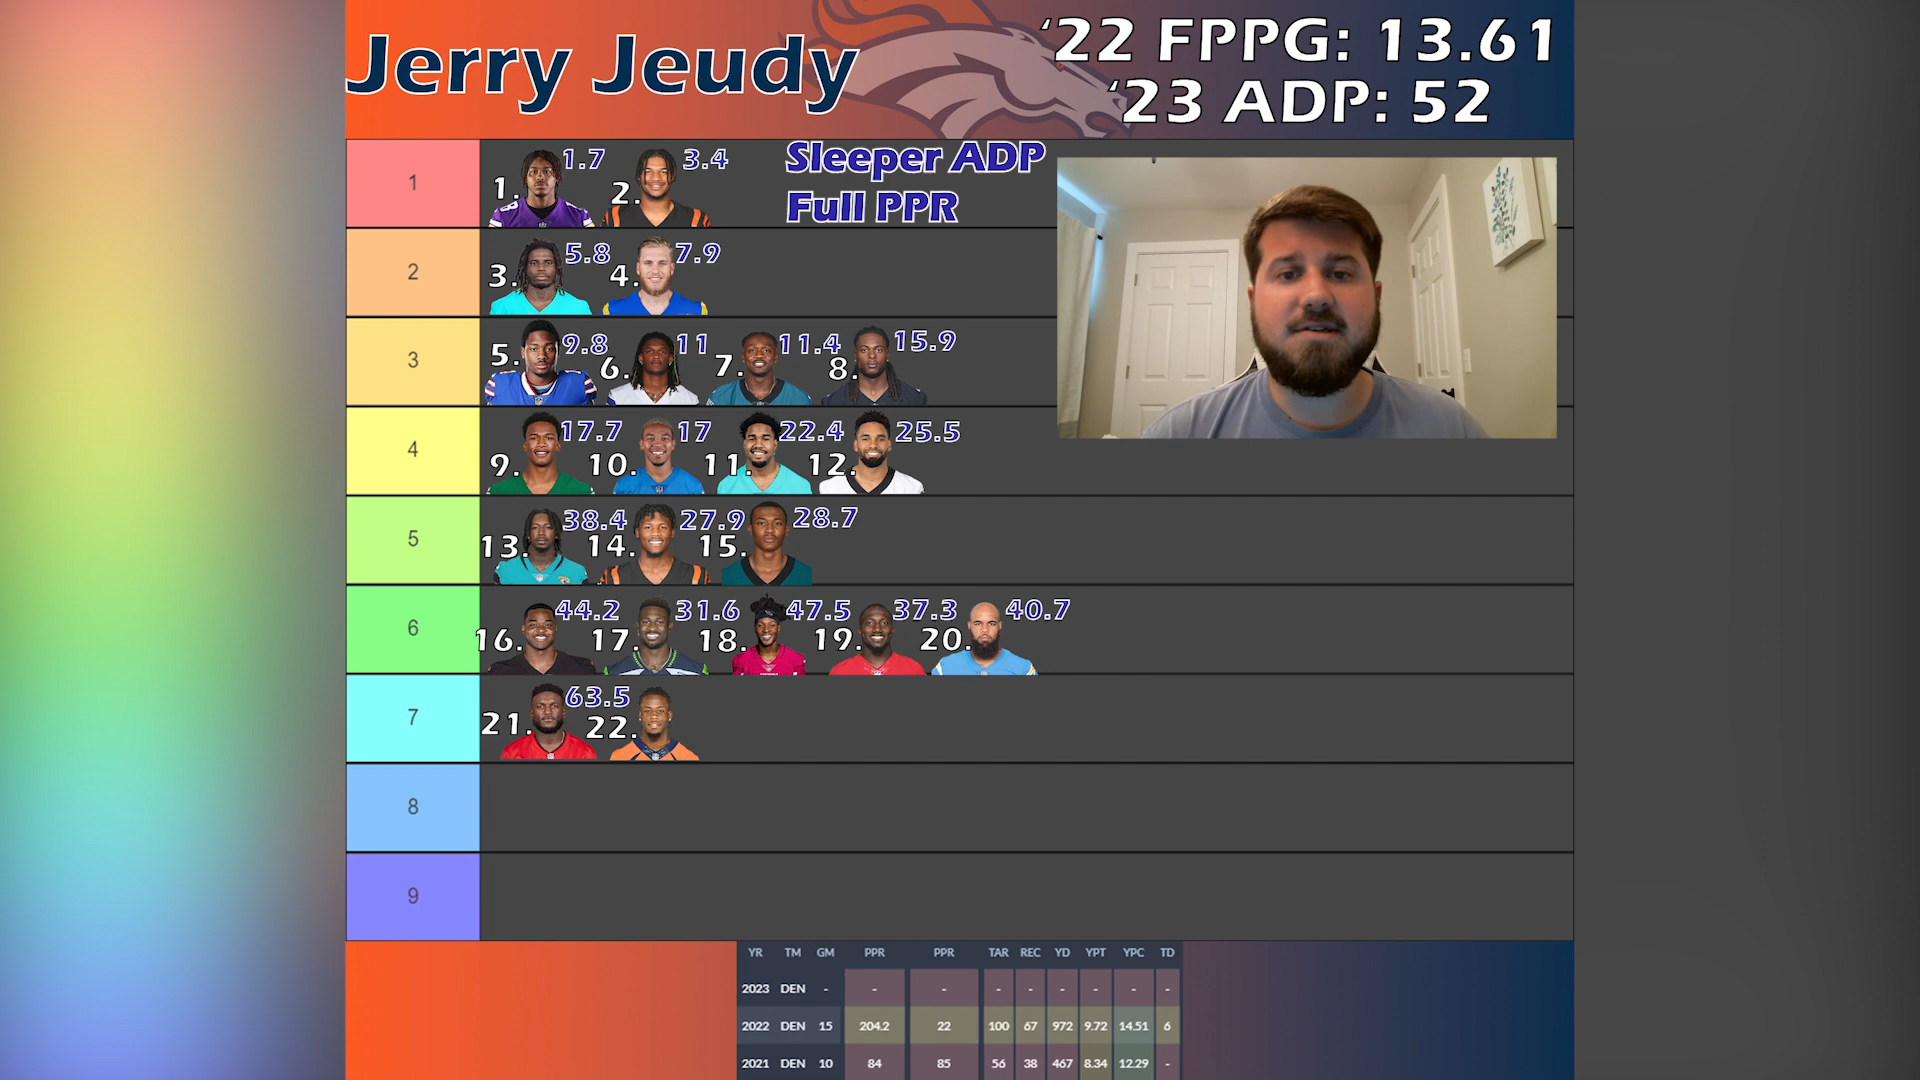 Jerry Jeudy
‘22 FPPG: 13.61
‘23 ADP: 52
Sleeper ADP
Full PPR
1 1. 1.7 2. 3.4
2 3. 5.8 4. 7.9
3 5. 9.8 6. 11 7. 11.4 8. 15.9
4 9. 17.7 10. 17 11. 22.4 12. 25.5
5 13. 38.4 14. 27.9 15. 28.7
6 16. 44.2 17. 31.6 18. 47.5 19. 37.3 20. 40.7
7 21. 63.5 22.
8
9
YR TM GM PPR PPR TAR REC YD YPT YPC TD
2023 DEN - - - - - - - - -
2022 DEN 15 204.2 22 100 67 972 9.72 14.51 6
2021 DEN 10 84 85 56 38 467 8.34 12.29 -